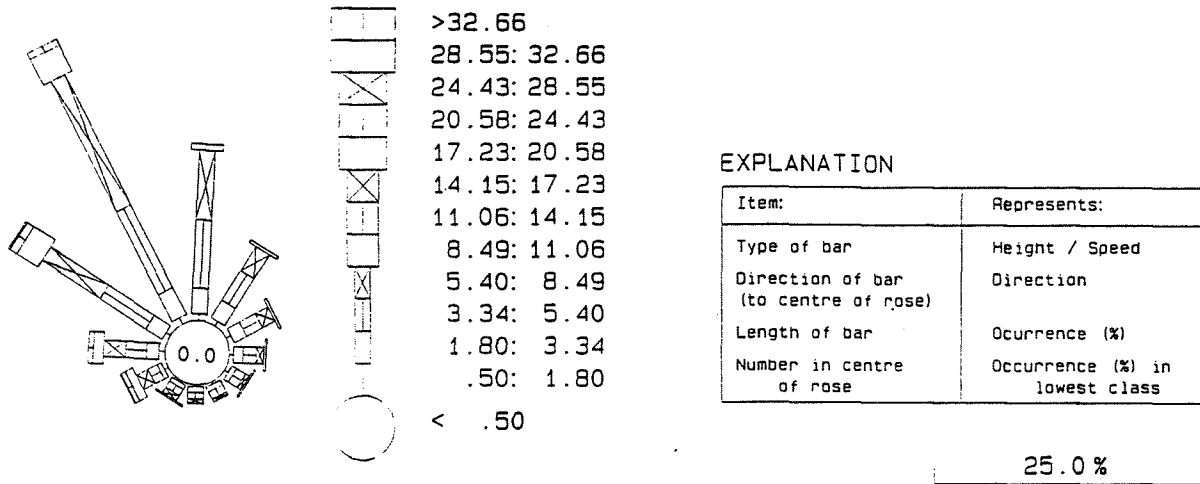 0.0
>32.66
28.55: 32.66
24.43: 28.55
20.58: 24.43
17.23: 20.58
14.15: 17.23
11.06: 14.15
8.49: 11.06
5.40: 8.49
3.34: 5.40
1.80: 3.34
.50: 1.80
< .50
EXPLANATION
Item: Represents:
Type of bar Height / Speed
Direction of bar Direction
(to centre of rose)
Length of bar Ocurrence (%)
Number in centre Occurrence (%) in
of rose lowest class
25.0%